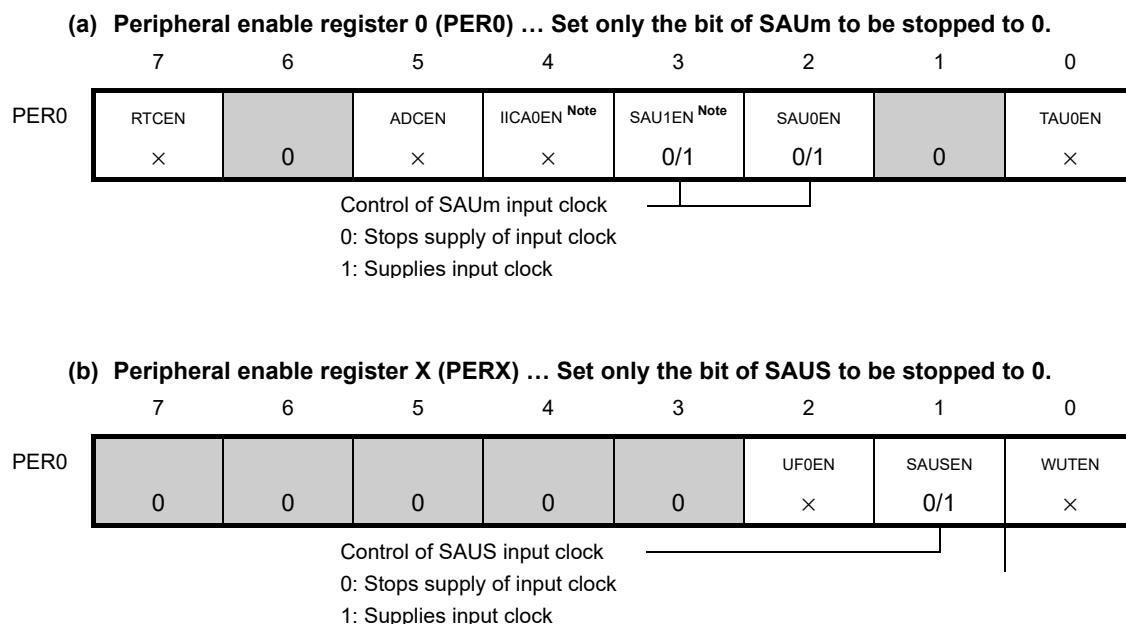 (a) Peripheral enable register 0 (PER0) … Set only the bit of SAUm to be stopped to 0.
7 6 5 4 3 2 1 0
PER0 RTCEN ADCEN IICA0EN Note SAU1EN Note SAU0EN TAU0EN
× 0 × × 0/1 0/1 0 ×
Control of SAUm input clock
0: Stops supply of input clock
1: Supplies input clock
(b) Peripheral enable register X (PERX) … Set only the bit of SAUS to be stopped to 0.
7 6 5 4 3 2 1 0
PER0 UF0EN SAUSEN WUTEN
0 0 0 0 0 × 0/1 ×
Control of SAUS input clock
0: Stops supply of input clock
1: Supplies input clock